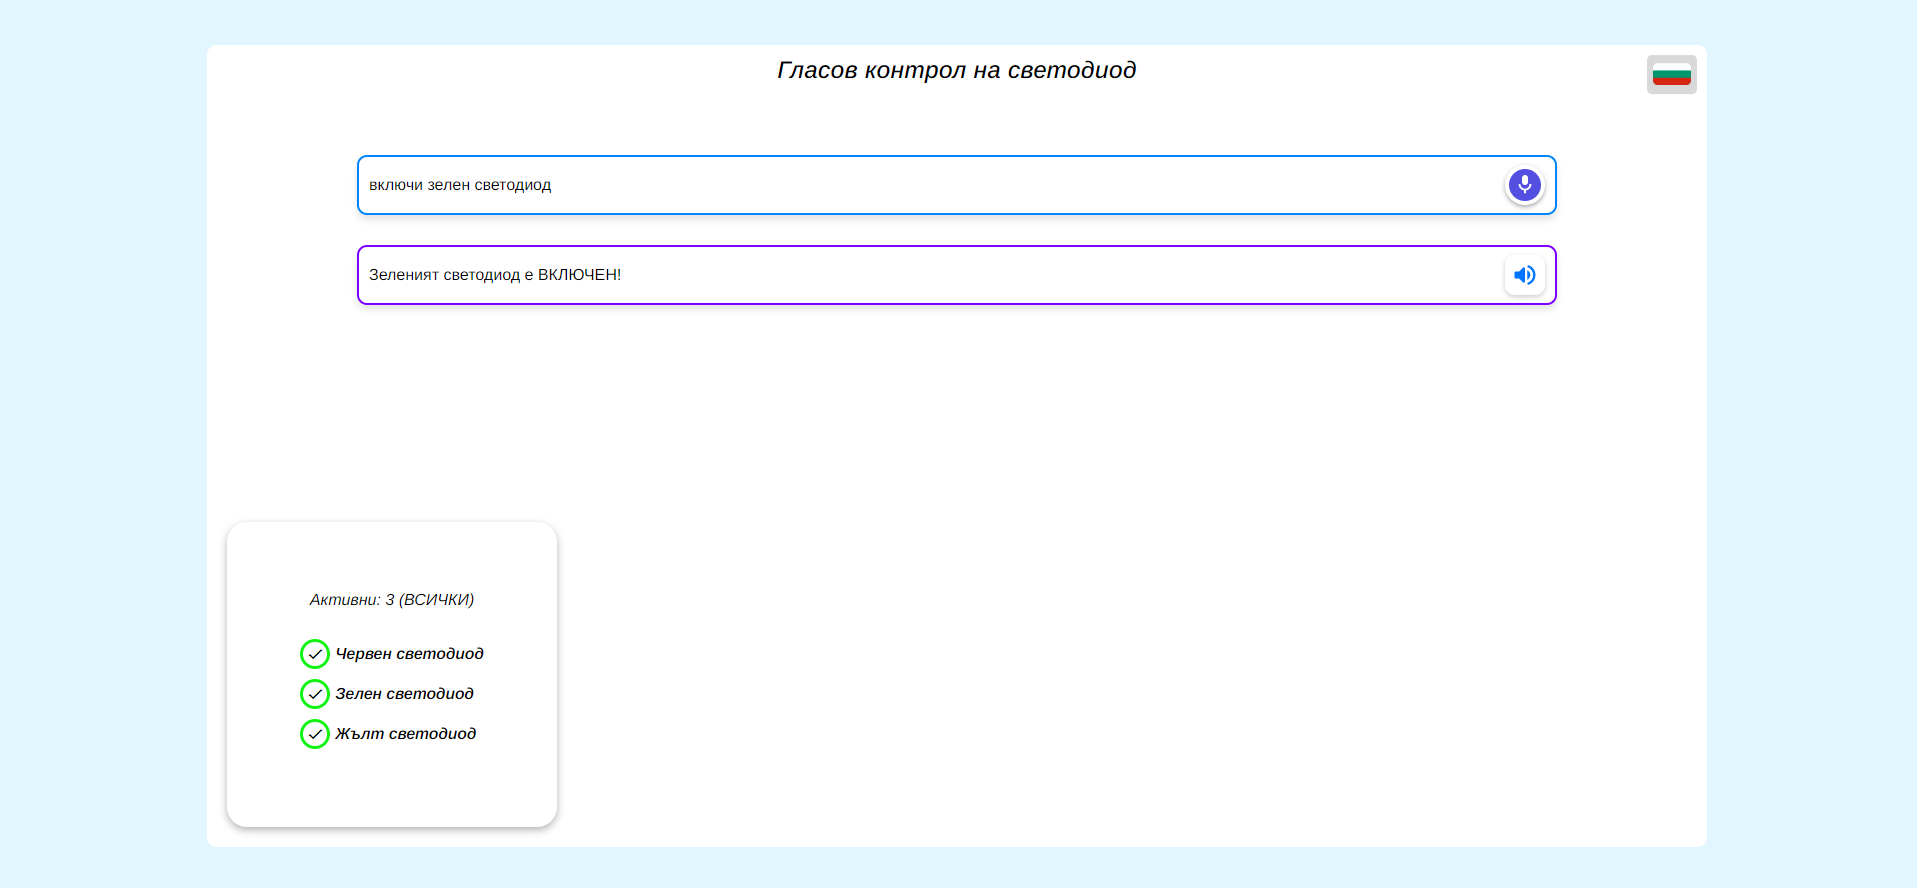 Гласов контрол на светодиод
включи зелен светодиод
Зеленият светодиод е ВКЛЮЧЕН!
Активни: 3 (ВСИЧКИ)
Червен светодиод
Зелен светодиод
Жълт светодиод